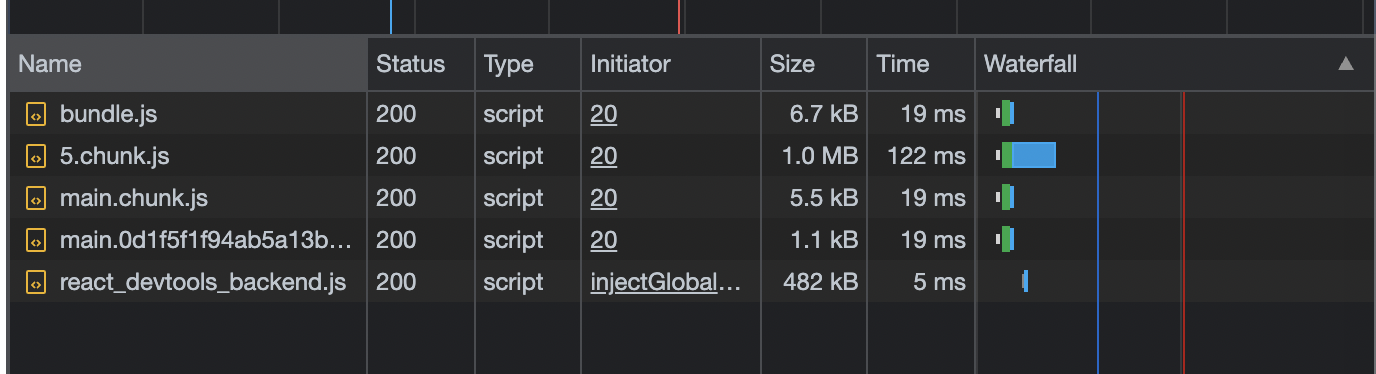 Name Status Type Initiator Size Time Waterfall ▲
bundle.js 200 script 20 6.7 kB 19 ms
5.chunk.js 200 script 20 1.0 MB 122 ms
main.chunk.js 200 script 20 5.5 kB 19 ms
main.0d1f5f1f94ab5a13b... 200 script 20 1.1 kB 19 ms
react_devtools_backend.js 200 script injectGlobal... 482 kB 5 ms